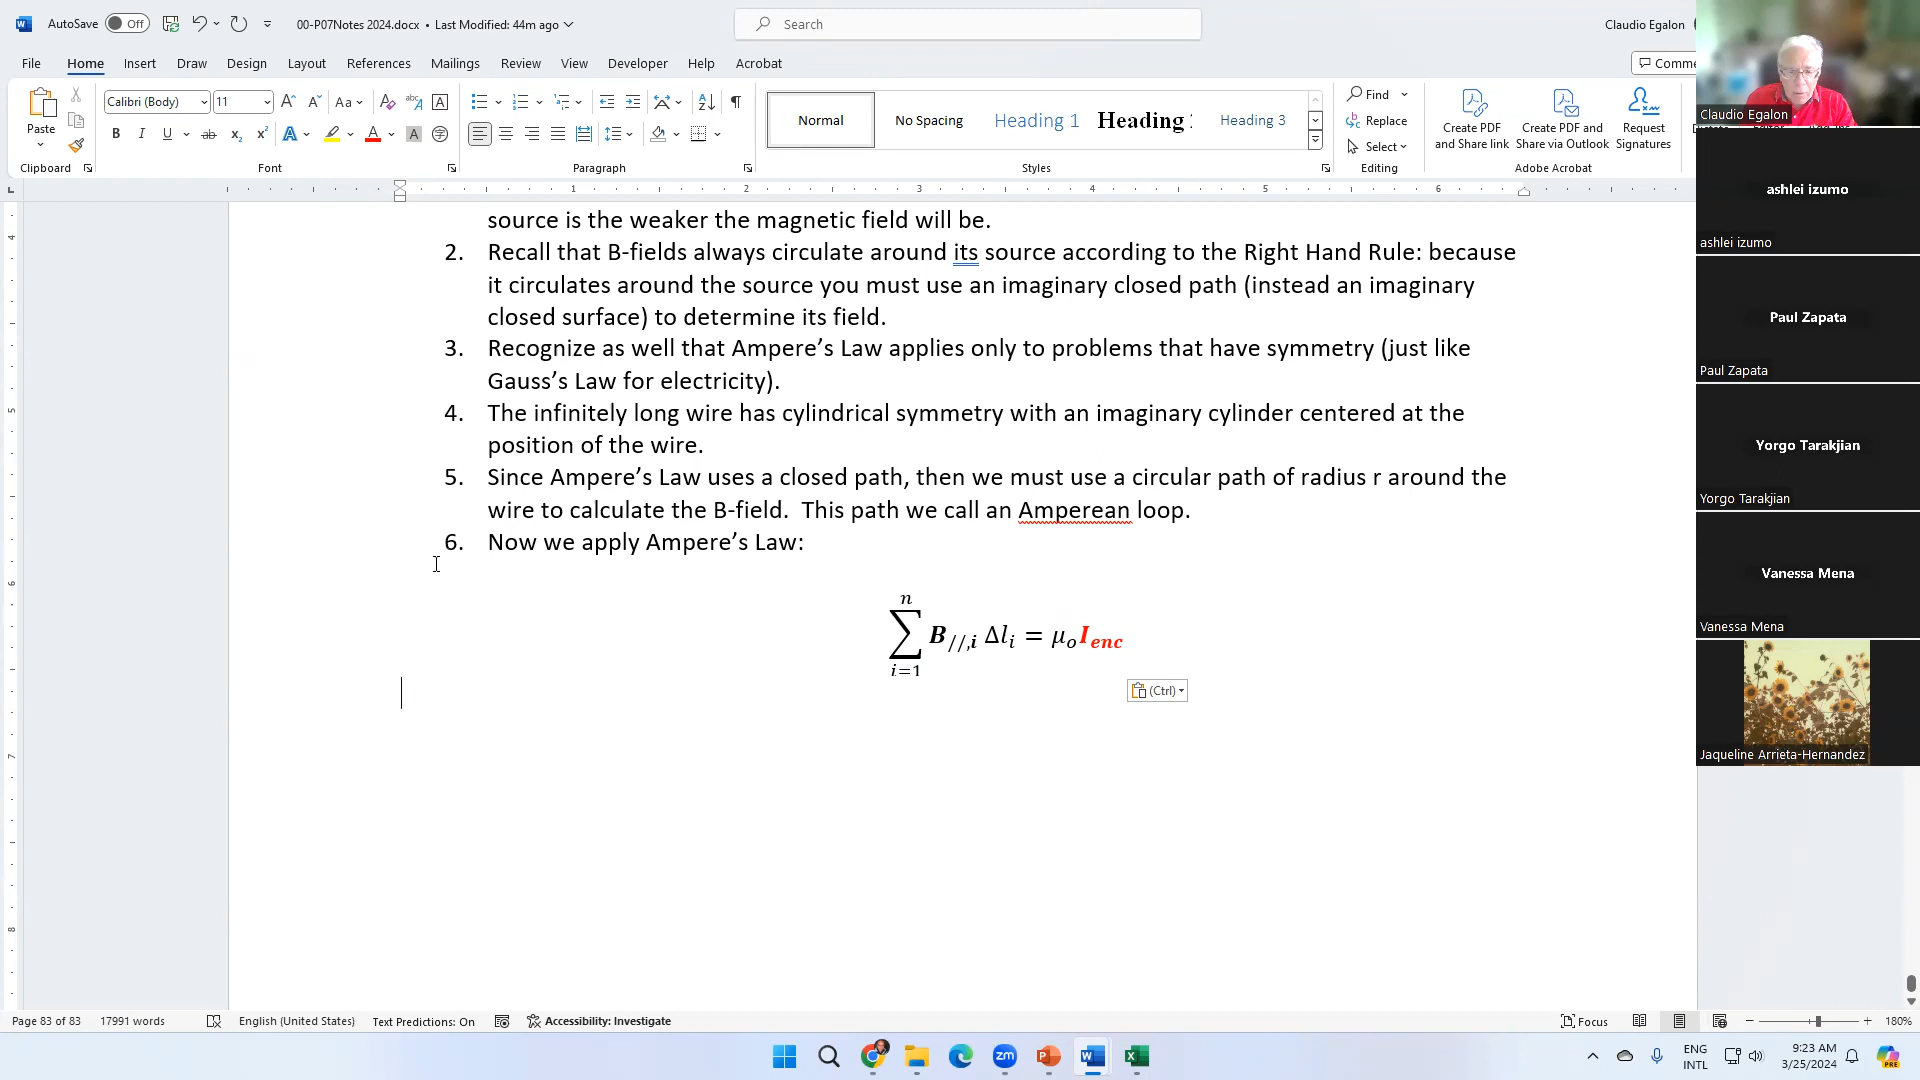 AutoSave Off 00-P07Notes 2024.docx • Last Modified: 44m ago Search Claudio Egalon
File Home Insert Draw Design Layout References Mailings Review View Developer Help Acrobat Comme
Paste Calibri (Body) 11 Aa Normal No Spacing Heading 1 Heading Heading 3 Find Replace Select Create PDF and Share link Create PDF and Share via Outlook Request Signatures
Clipboard Font Paragraph Styles Editing Adobe Acrobat
source is the weaker the magnetic field will be.
2. Recall that B-fields always circulate around its source according to the Right Hand Rule: because
it circulates around the source you must use an imaginary closed path (instead an imaginary
closed surface) to determine its field.
3. Recognize as well that Ampere’s Law applies only to problems that have symmetry (just like
Gauss’s Law for electricity).
4. The infinitely long wire has cylindrical symmetry with an imaginary cylinder centered at the
position of the wire.
5. Since Ampere’s Law uses a closed path, then we must use a circular path of radius r around the
wire to calculate the B-field.  This path we call an Amperean loop.
6. Now we apply Ampere’s Law:
n
∑ B//,i Δli = μo Ienc
i=1
(Ctrl)
Claudio Egalon
ashlei izumo
ashlei izumo
Paul Zapata
Paul Zapata
Yorgo Tarakjian
Yorgo Tarakjian
Vanessa Mena
Vanessa Mena
Jaqueline Arrieta-Hernandez
Page 83 of 83 17991 words English (United States) Text Predictions: On Accessibility: Investigate Focus 180%
ENG INTL 9:23 AM 3/25/2024